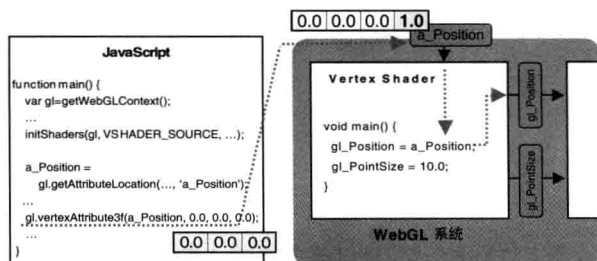 0.0 0.0 0.0 1.0
a_Position
JavaScript
function main() {
var gl=getWebGLContext();
...
initShaders(gl, VSHADER_SOURCE, ...);
a_Position =
gl.getAttributeLocation(..., 'a_Position');
...
gl.vertexAttribute3f(a_Position, 0.0, 0.0, 0.0);
...
}
0.0 0.0 0.0
Vertex Shader
void main() {
gl_Position = a_Position;
gl_PointSize = 10.0;
}
gl_Position
gl_PointSize
WebGL 系統